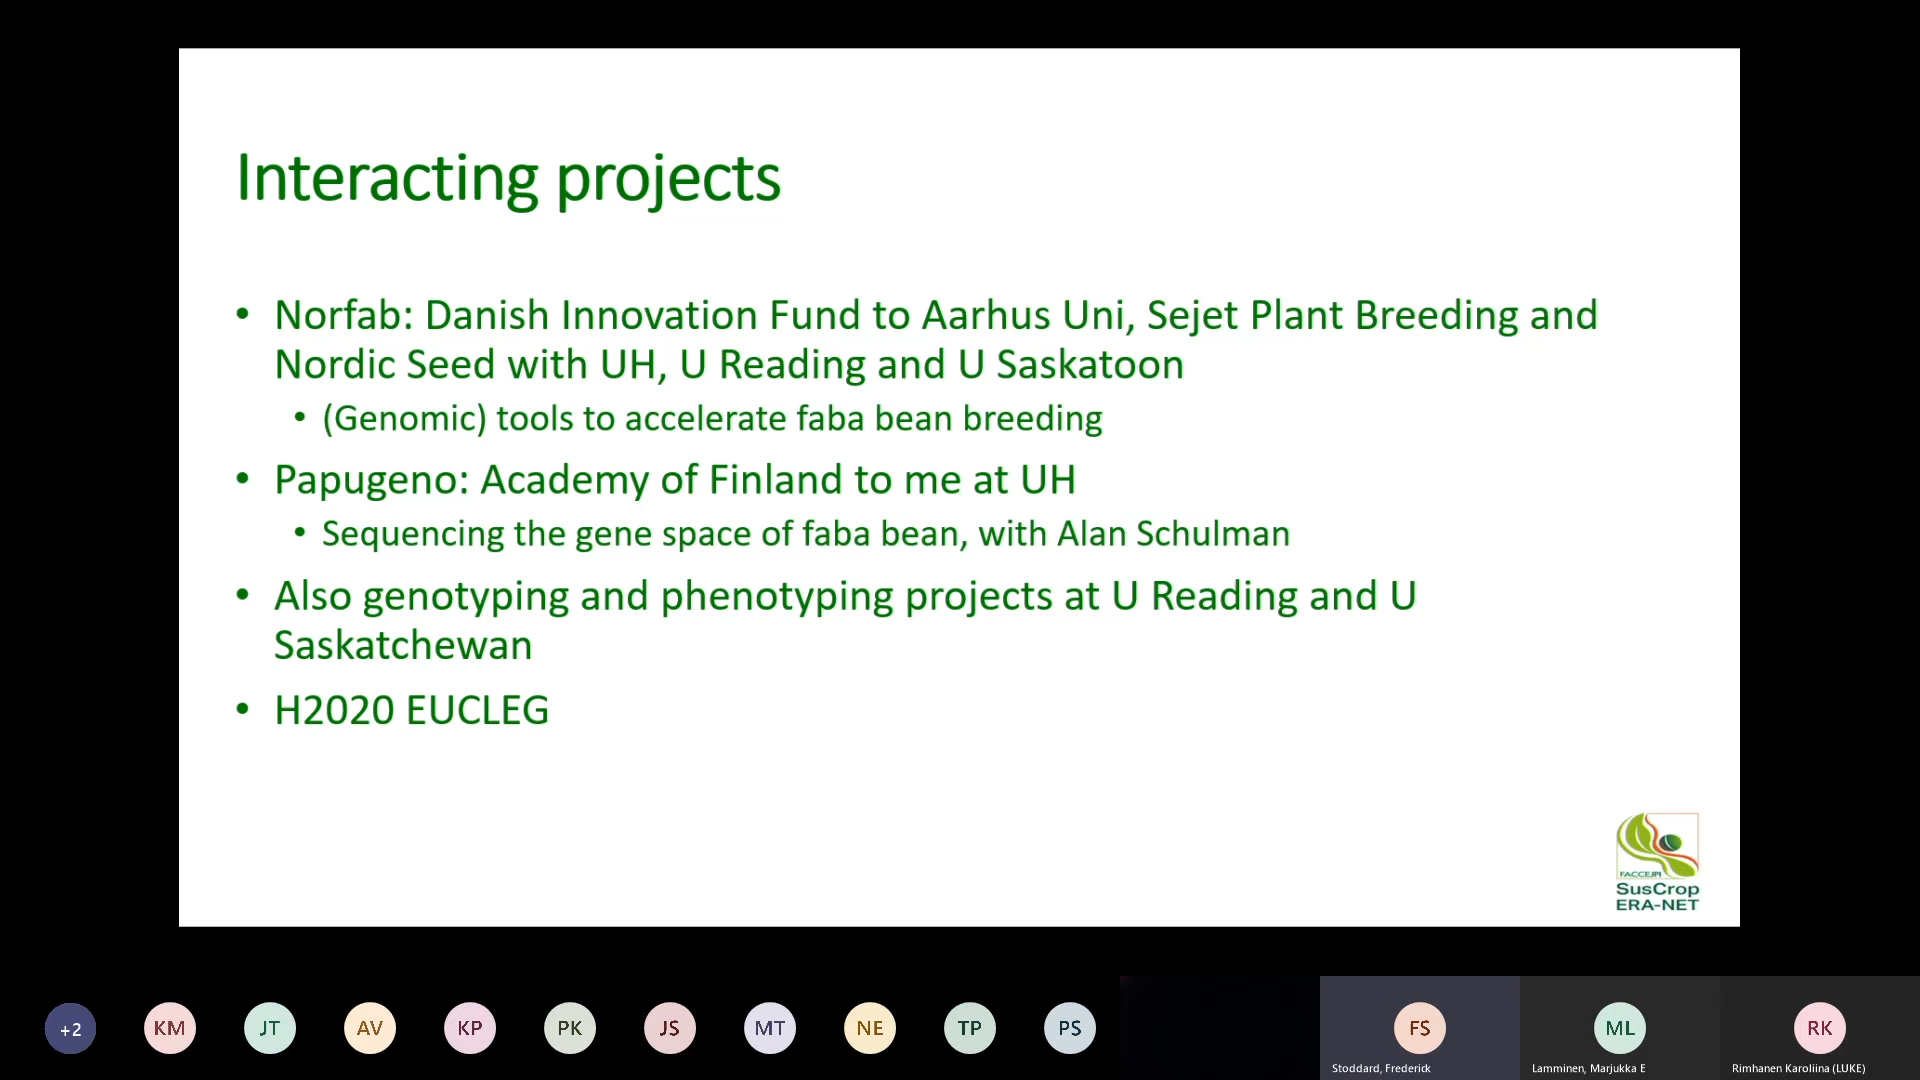 Interacting projects
• Norfab: Danish Innovation Fund to Aarhus Uni, Sejet Plant Breeding and
Nordic Seed with UH, U Reading and U Saskatoon
• (Genomic) tools to accelerate faba bean breeding
• Papugeno: Academy of Finland to me at UH
• Sequencing the gene space of faba bean, with Alan Schulman
• Also genotyping and phenotyping projects at U Reading and U
Saskatchewan
• H2020 EUCLEG
FACCEJPI
SusCrop
ERA-NET
+2 KM JT AV KP PK JS MT NE TP PS FS ML RK
Stoddard, Frederick Lamminen, Marjukka E Rimhanen Karoliina (LUKE)